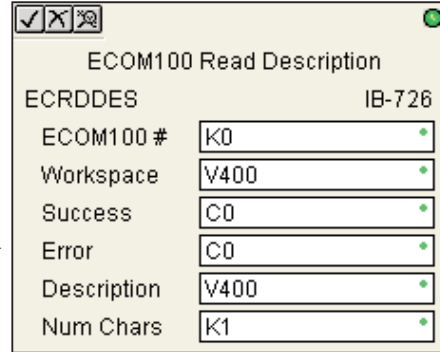 ECOM100 Read Description
ECRDDES IB-726
ECOM100 # K0
Workspace V400
Success C0
Error C0
Description V400
Num Chars K1